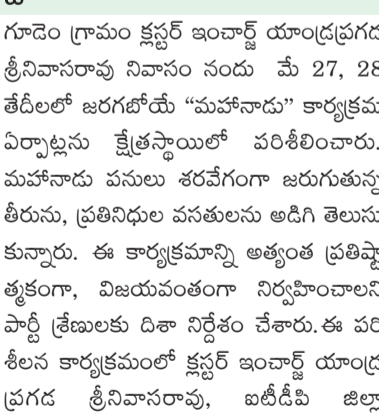 గూడెం గ్రామం క్లస్టర్ ఇంచార్జ్ యాండ్రప్రగడ
శ్రీనివాసరావు నివాసం నందు మే 27, 28
తేదీలలో జరగబోయే “మహానాడు” కార్యక్రమ
ఏర్పాట్లను క్షేత్రస్థాయిలో పరిశీలించారు.
మహానాడు పనులు శరవేగంగా జరుగుతున్న
తీరును, ప్రతినిధుల వసతులను అడిగి తెలుసు
కున్నారు. ఈ కార్యక్రమాన్ని అత్యంత ప్రతిష్ఠా
త్మకంగా, విజయవంతంగా నిర్వహించాలని
పార్టీ శ్రేణులకు దిశా నిర్దేశం చేశారు. ఈ పరి
శీలన కార్యక్రమంలో క్లస్టర్ ఇంచార్జ్ యాండ్ర
ప్రగడ శ్రీనివాసరావు, ఐటీడీపి జిల్లా